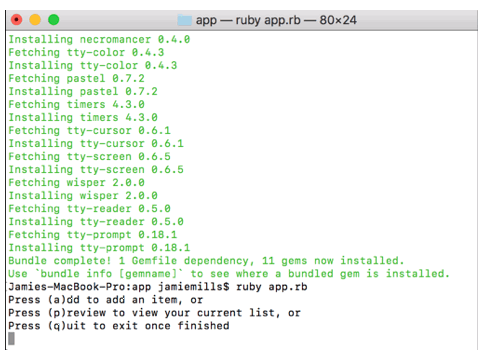 app — ruby app.rb — 80×24
Installing necromancer 0.4.0
Fetching tty-color 0.4.3
Installing tty-color 0.4.3
Fetching pastel 0.7.2
Installing pastel 0.7.2
Fetching timers 4.3.0
Installing timers 4.3.0
Fetching tty-cursor 0.6.1
Installing tty-cursor 0.6.1
Fetching tty-screen 0.6.5
Installing tty-screen 0.6.5
Fetching wisper 2.0.0
Installing wisper 2.0.0
Fetching tty-reader 0.5.0
Installing tty-reader 0.5.0
Fetching tty-prompt 0.18.1
Installing tty-prompt 0.18.1
Bundle complete! 1 Gemfile dependency, 11 gems now installed.
Use `bundle info [gemname]` to see where a bundled gem is installed.
Jamies-MacBook-Pro:app jamiemills$ ruby app.rb
Press (a)dd to add an item, or
Press (p)review to view your current list, or
Press (q)uit to exit once finished